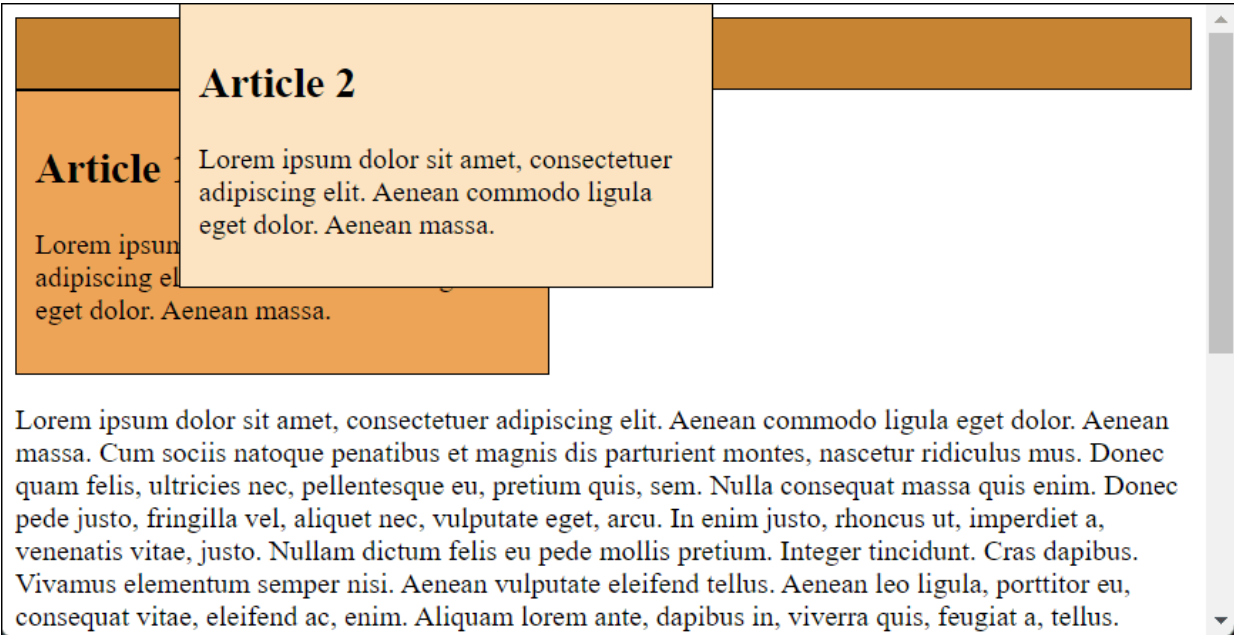 Article 2
Lorem ipsum dolor sit amet, consectetuer
adipiscing elit. Aenean commodo ligula
eget dolor. Aenean massa.
Article
Lorem
adipiscing
eget dolor. Aenean massa.
Lorem ipsum dolor sit amet, consectetuer adipiscing elit. Aenean commodo ligula eget dolor. Aenean
massa. Cum sociis natoque penatibus et magnis dis parturient montes, nascetur ridiculus mus. Donec
quam felis, ultricies nec, pellentesque eu, pretium quis, sem. Nulla consequat massa quis enim. Donec
pede justo, fringilla vel, aliquet nec, vulputate eget, arcu. In enim justo, rhoncus ut, imperdiet a,
venenatis vitae, justo. Nullam dictum felis eu pede mollis pretium. Integer tincidunt. Cras dapibus.
Vivamus elementum semper nisi. Aenean vulputate eleifend tellus. Aenean leo ligula, porttitor eu,
consequat vitae, eleifend ac, enim. Aliquam lorem ante, dapibus in, viverra quis, feugiat a, tellus.